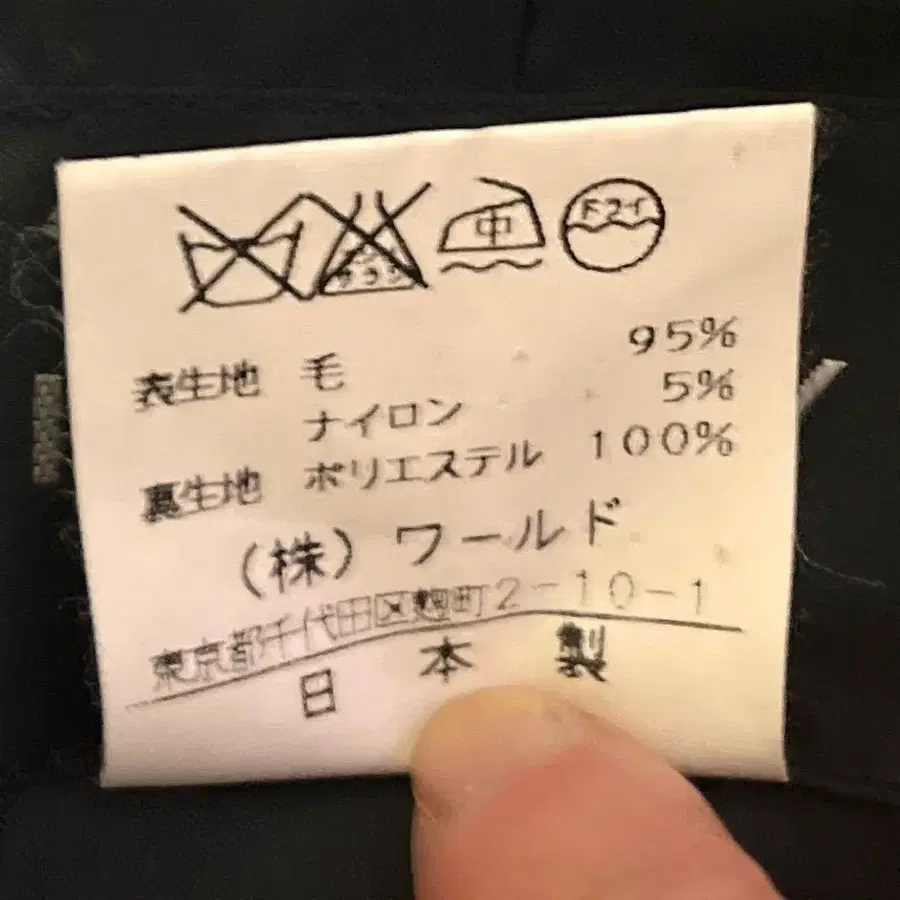 中 ドライ
表生地 毛 95%
ナイロン 5%
裏生地 ポリエステル 100%
(株) ワールド
東京都千代田区麹町2-10-1
日本製